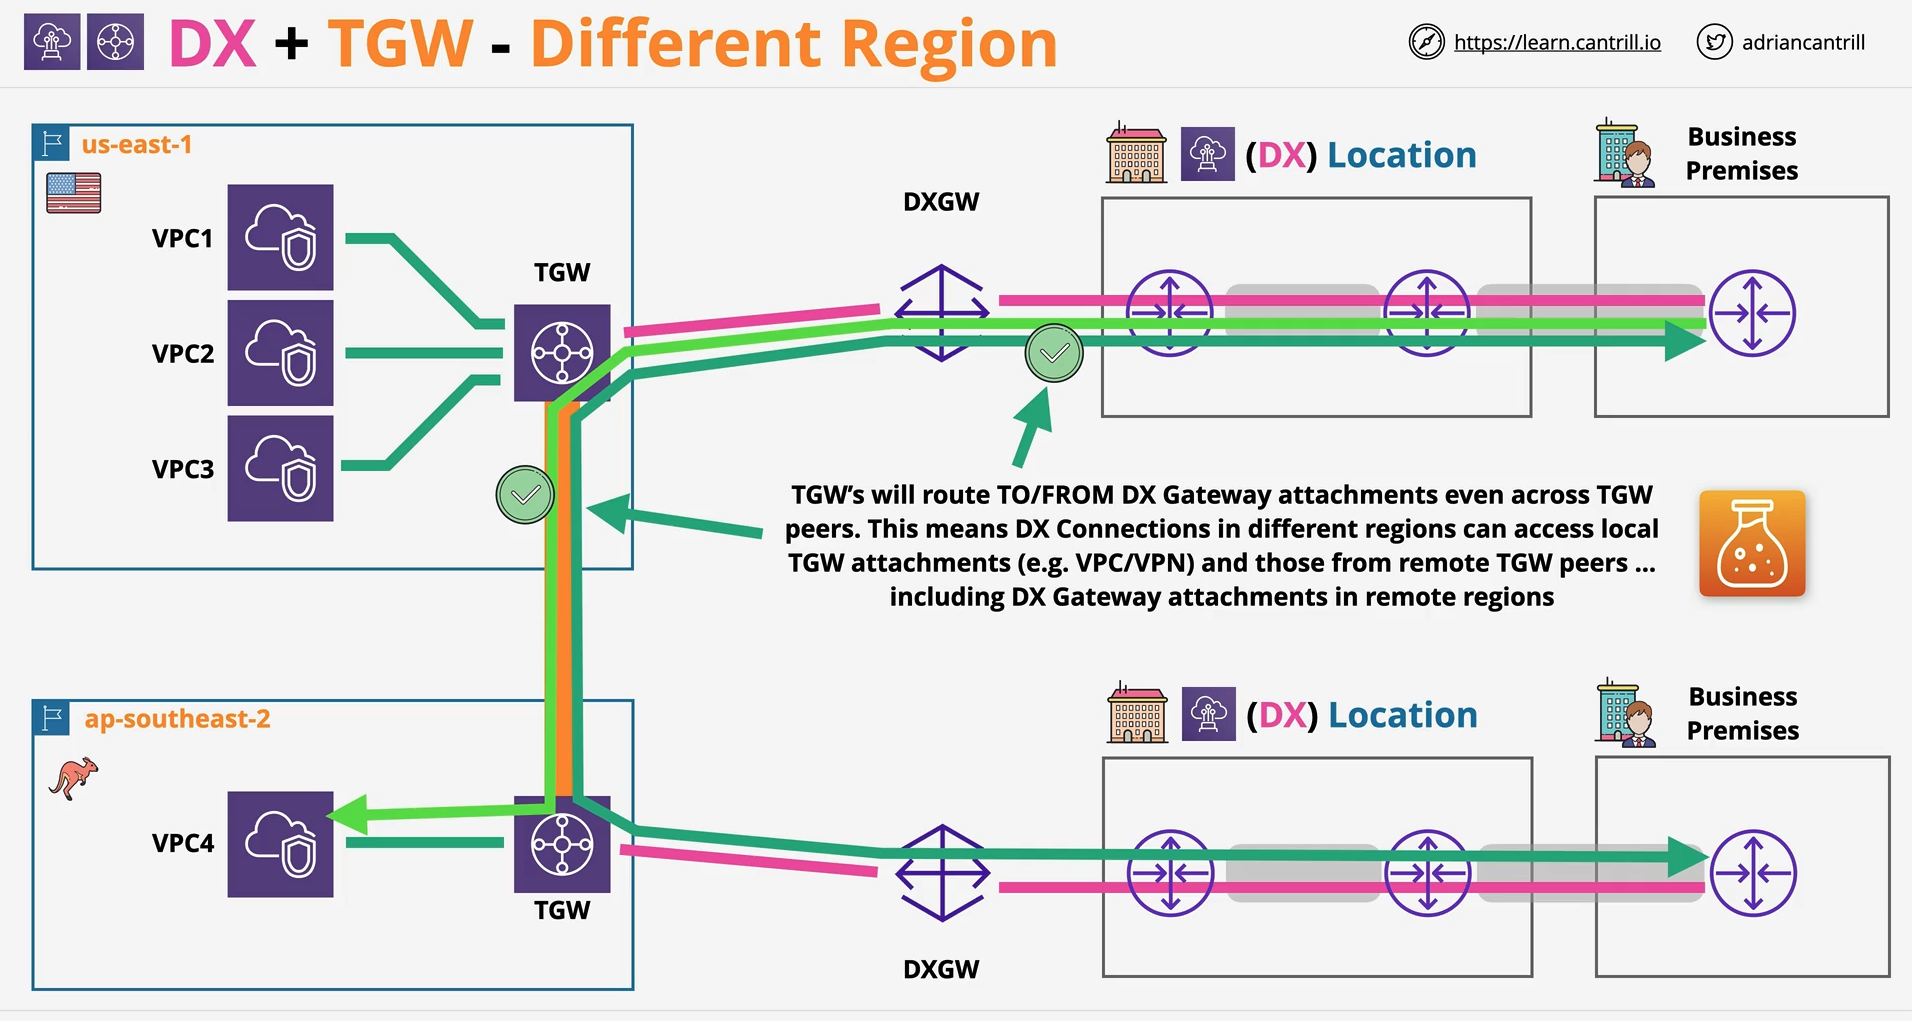 DX + TGW - Different Region
https://learn.cantrill.io
adriancantrill
us-east-1
VPC1
VPC2
VPC3
TGW
DXGW
(DX) Location
Business
Premises
TGW's will route TO/FROM DX Gateway attachments even across TGW
peers. This means DX Connections in different regions can access local
TGW attachments (e.g. VPC/VPN) and those from remote TGW peers ...
including DX Gateway attachments in remote regions
ap-southeast-2
VPC4
TGW
DXGW
(DX) Location
Business
Premises